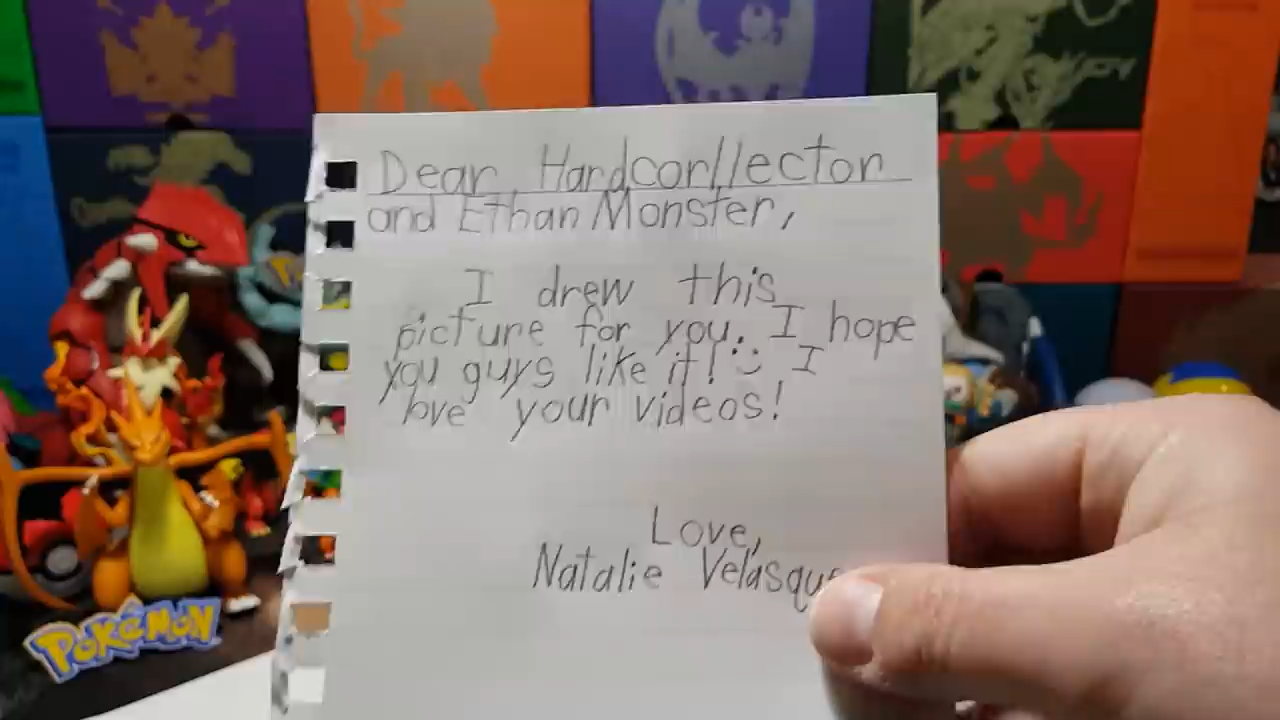 Dear, Hardcorllector
and Ethan Monster,
I drew this
picture for you. I hope
you guys like it! :) I
love your videos!
Love,
Natalie
POKÉMON